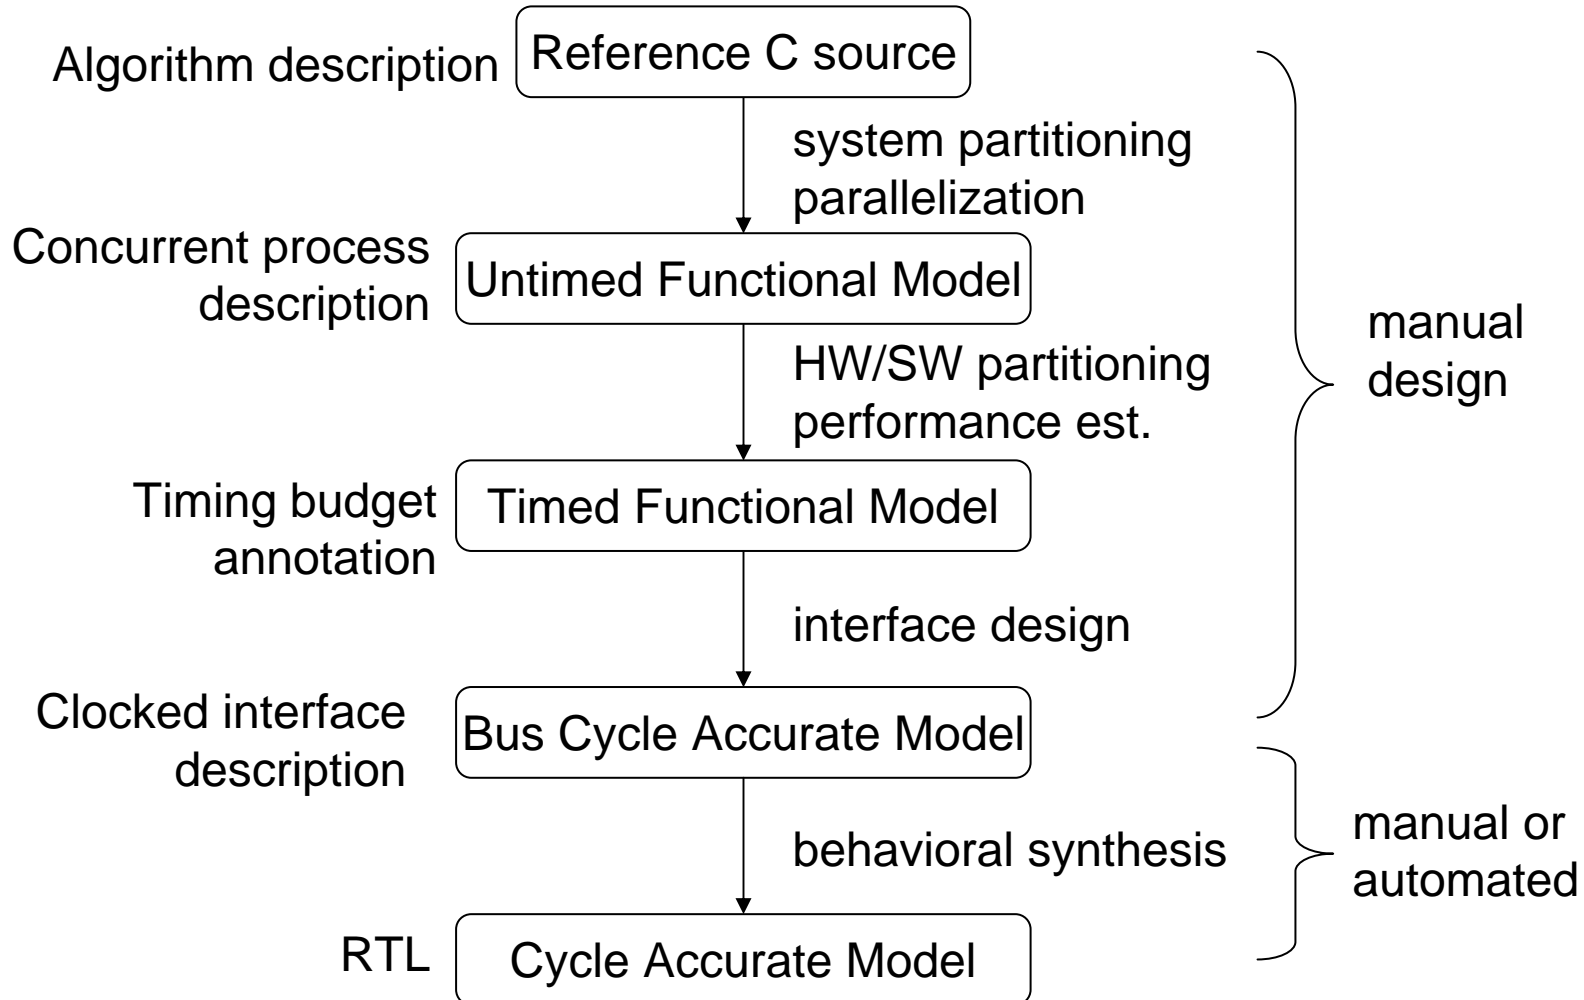 Algorithm description
Reference C source
system partitioning
parallelization
Concurrent process
description
Untimed Functional Model
HW/SW partitioning
performance est.
manual
design
Timing budget
annotation
Timed Functional Model
interface design
Clocked interface
description
Bus Cycle Accurate Model
behavioral synthesis
manual or
automated
RTL
Cycle Accurate Model